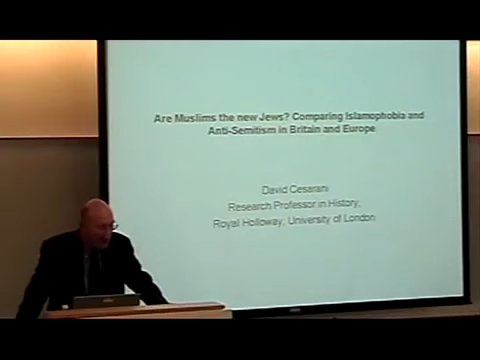 Are Muslims the new Jews? Comparing Islamophobia and
Anti-Semitism in Britain and Europe
David Cesarani
Research Professor in History,
Royal Holloway, University of London